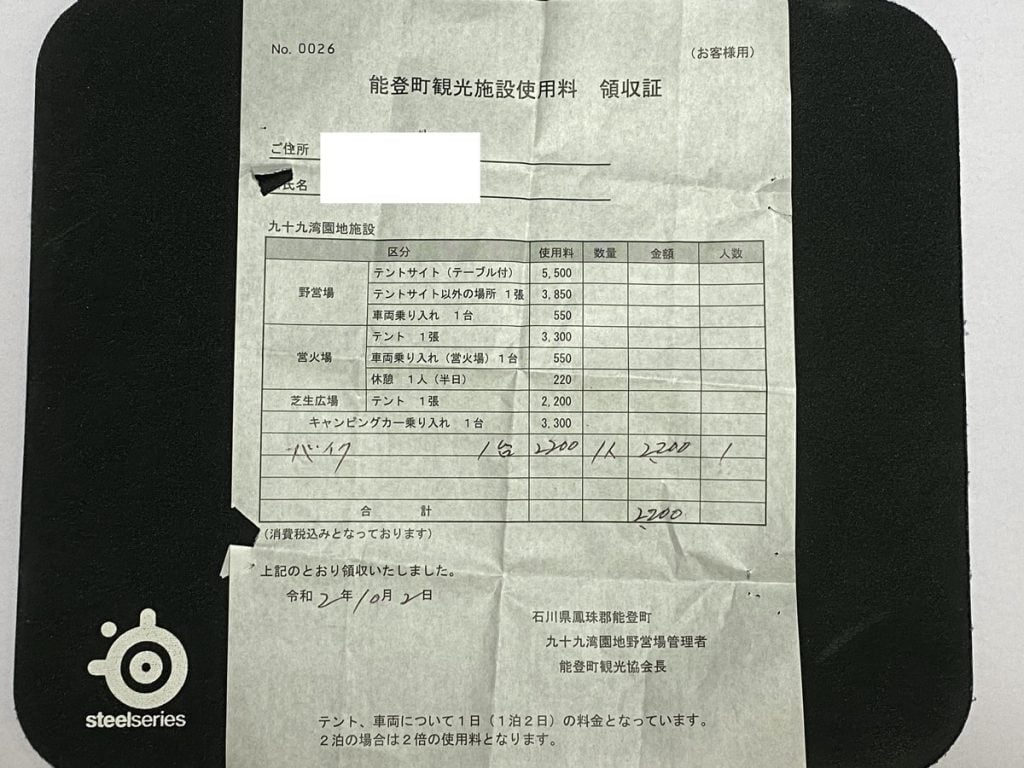 No. 0026
(お客様用)
能登町観光施設使用料 領収証
ご住所
氏名
九十九湾園地施設
区分 使用料 数量 金額 人数
野営場 テントサイト（テーブル付） 5,500
テントサイト以外の場所 1張 3,850
車両乗り入れ 1台 550
営火場 テント 1張 3,300
車両乗り入れ（営火場）1台 550
休憩 1人（半日） 220
芝生広場 テント 1張 2,200
キャンピングカー乗り入れ 1台 3,300
バイク 1台 2200 1人 2,200 1
合計 2,200
（消費税込みとなっております）
上記のとおり領収いたしました。
令和 2年 10月 2日
石川県鳳珠郡能登町
九十九湾園地野営場管理者
能登町観光協会長
テント、車両について1日（1泊2日）の料金となっています。
2泊の場合は2倍の使用料となります。
steelseries